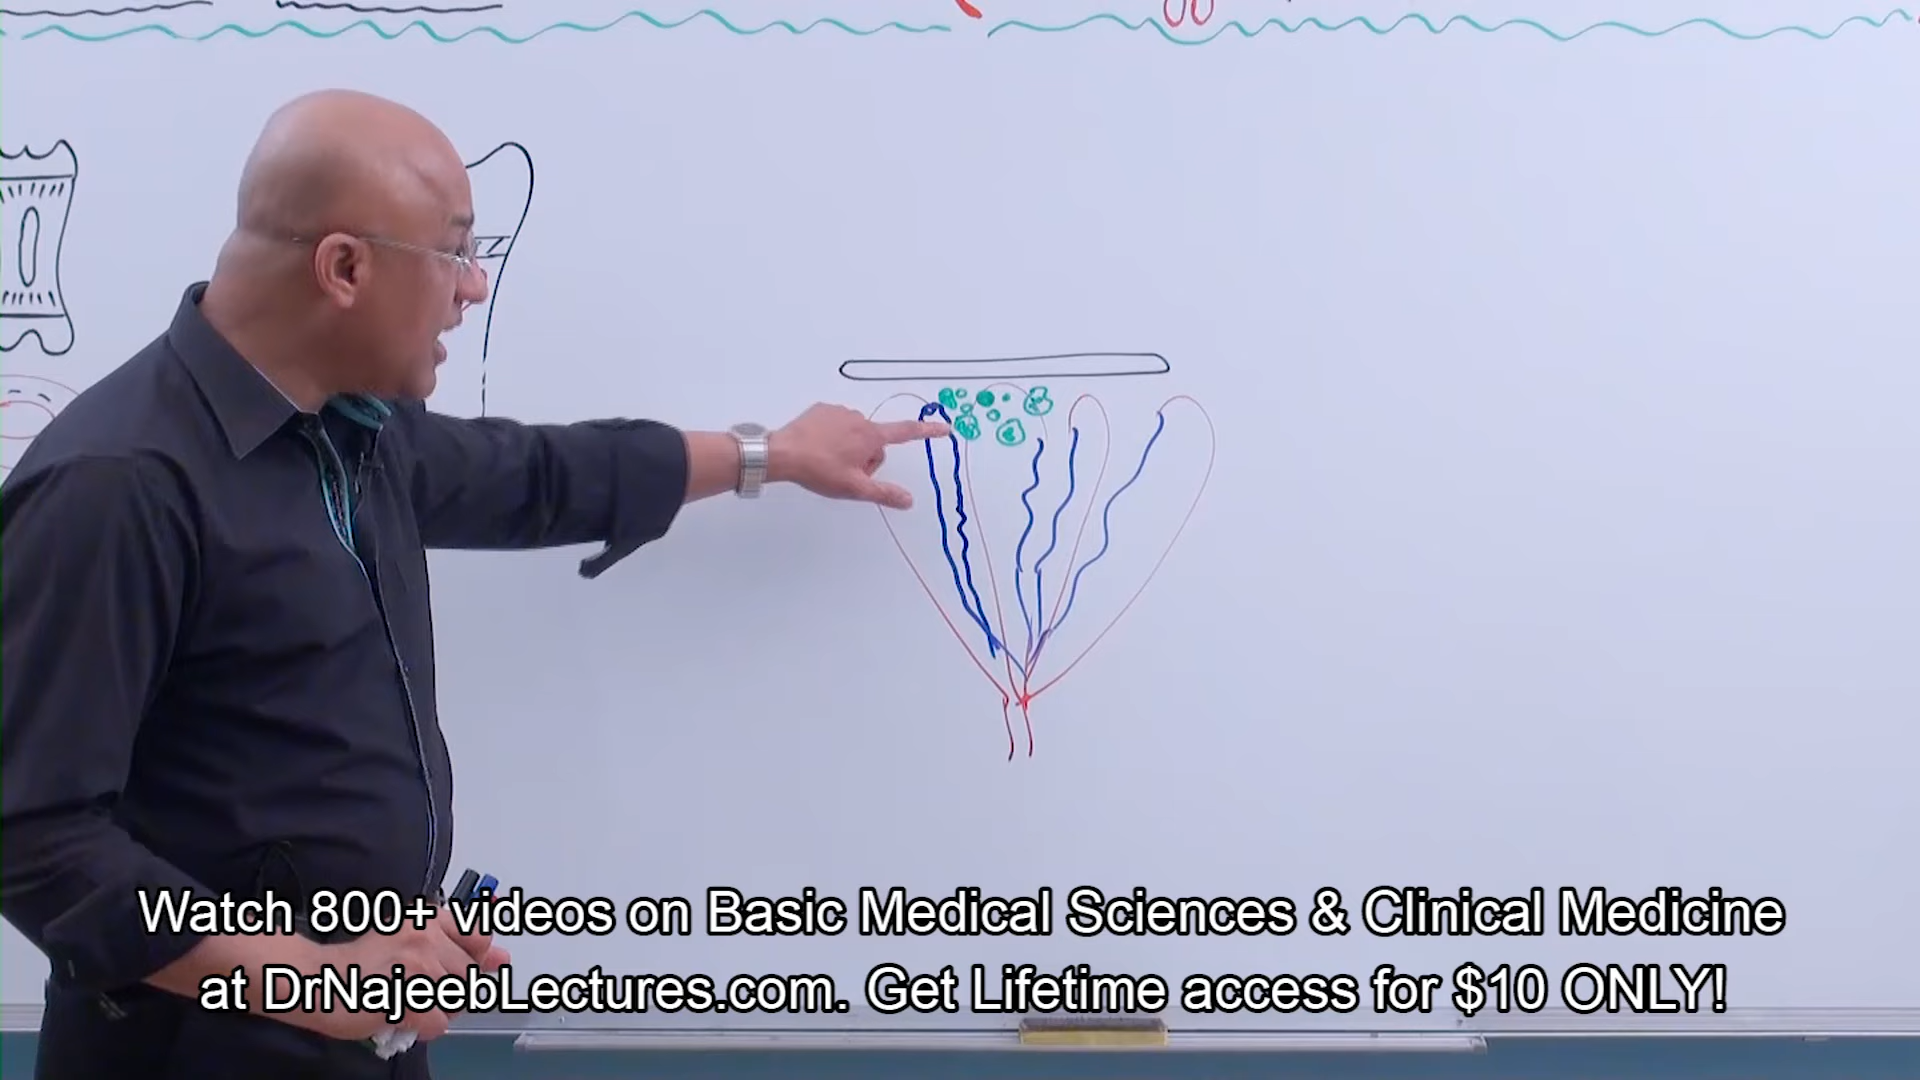 Watch 800+ videos on Basic Medical Sciences & Clinical Medicine
at DrNajeebLectures.com. Get Lifetime access for $10 ONLY!